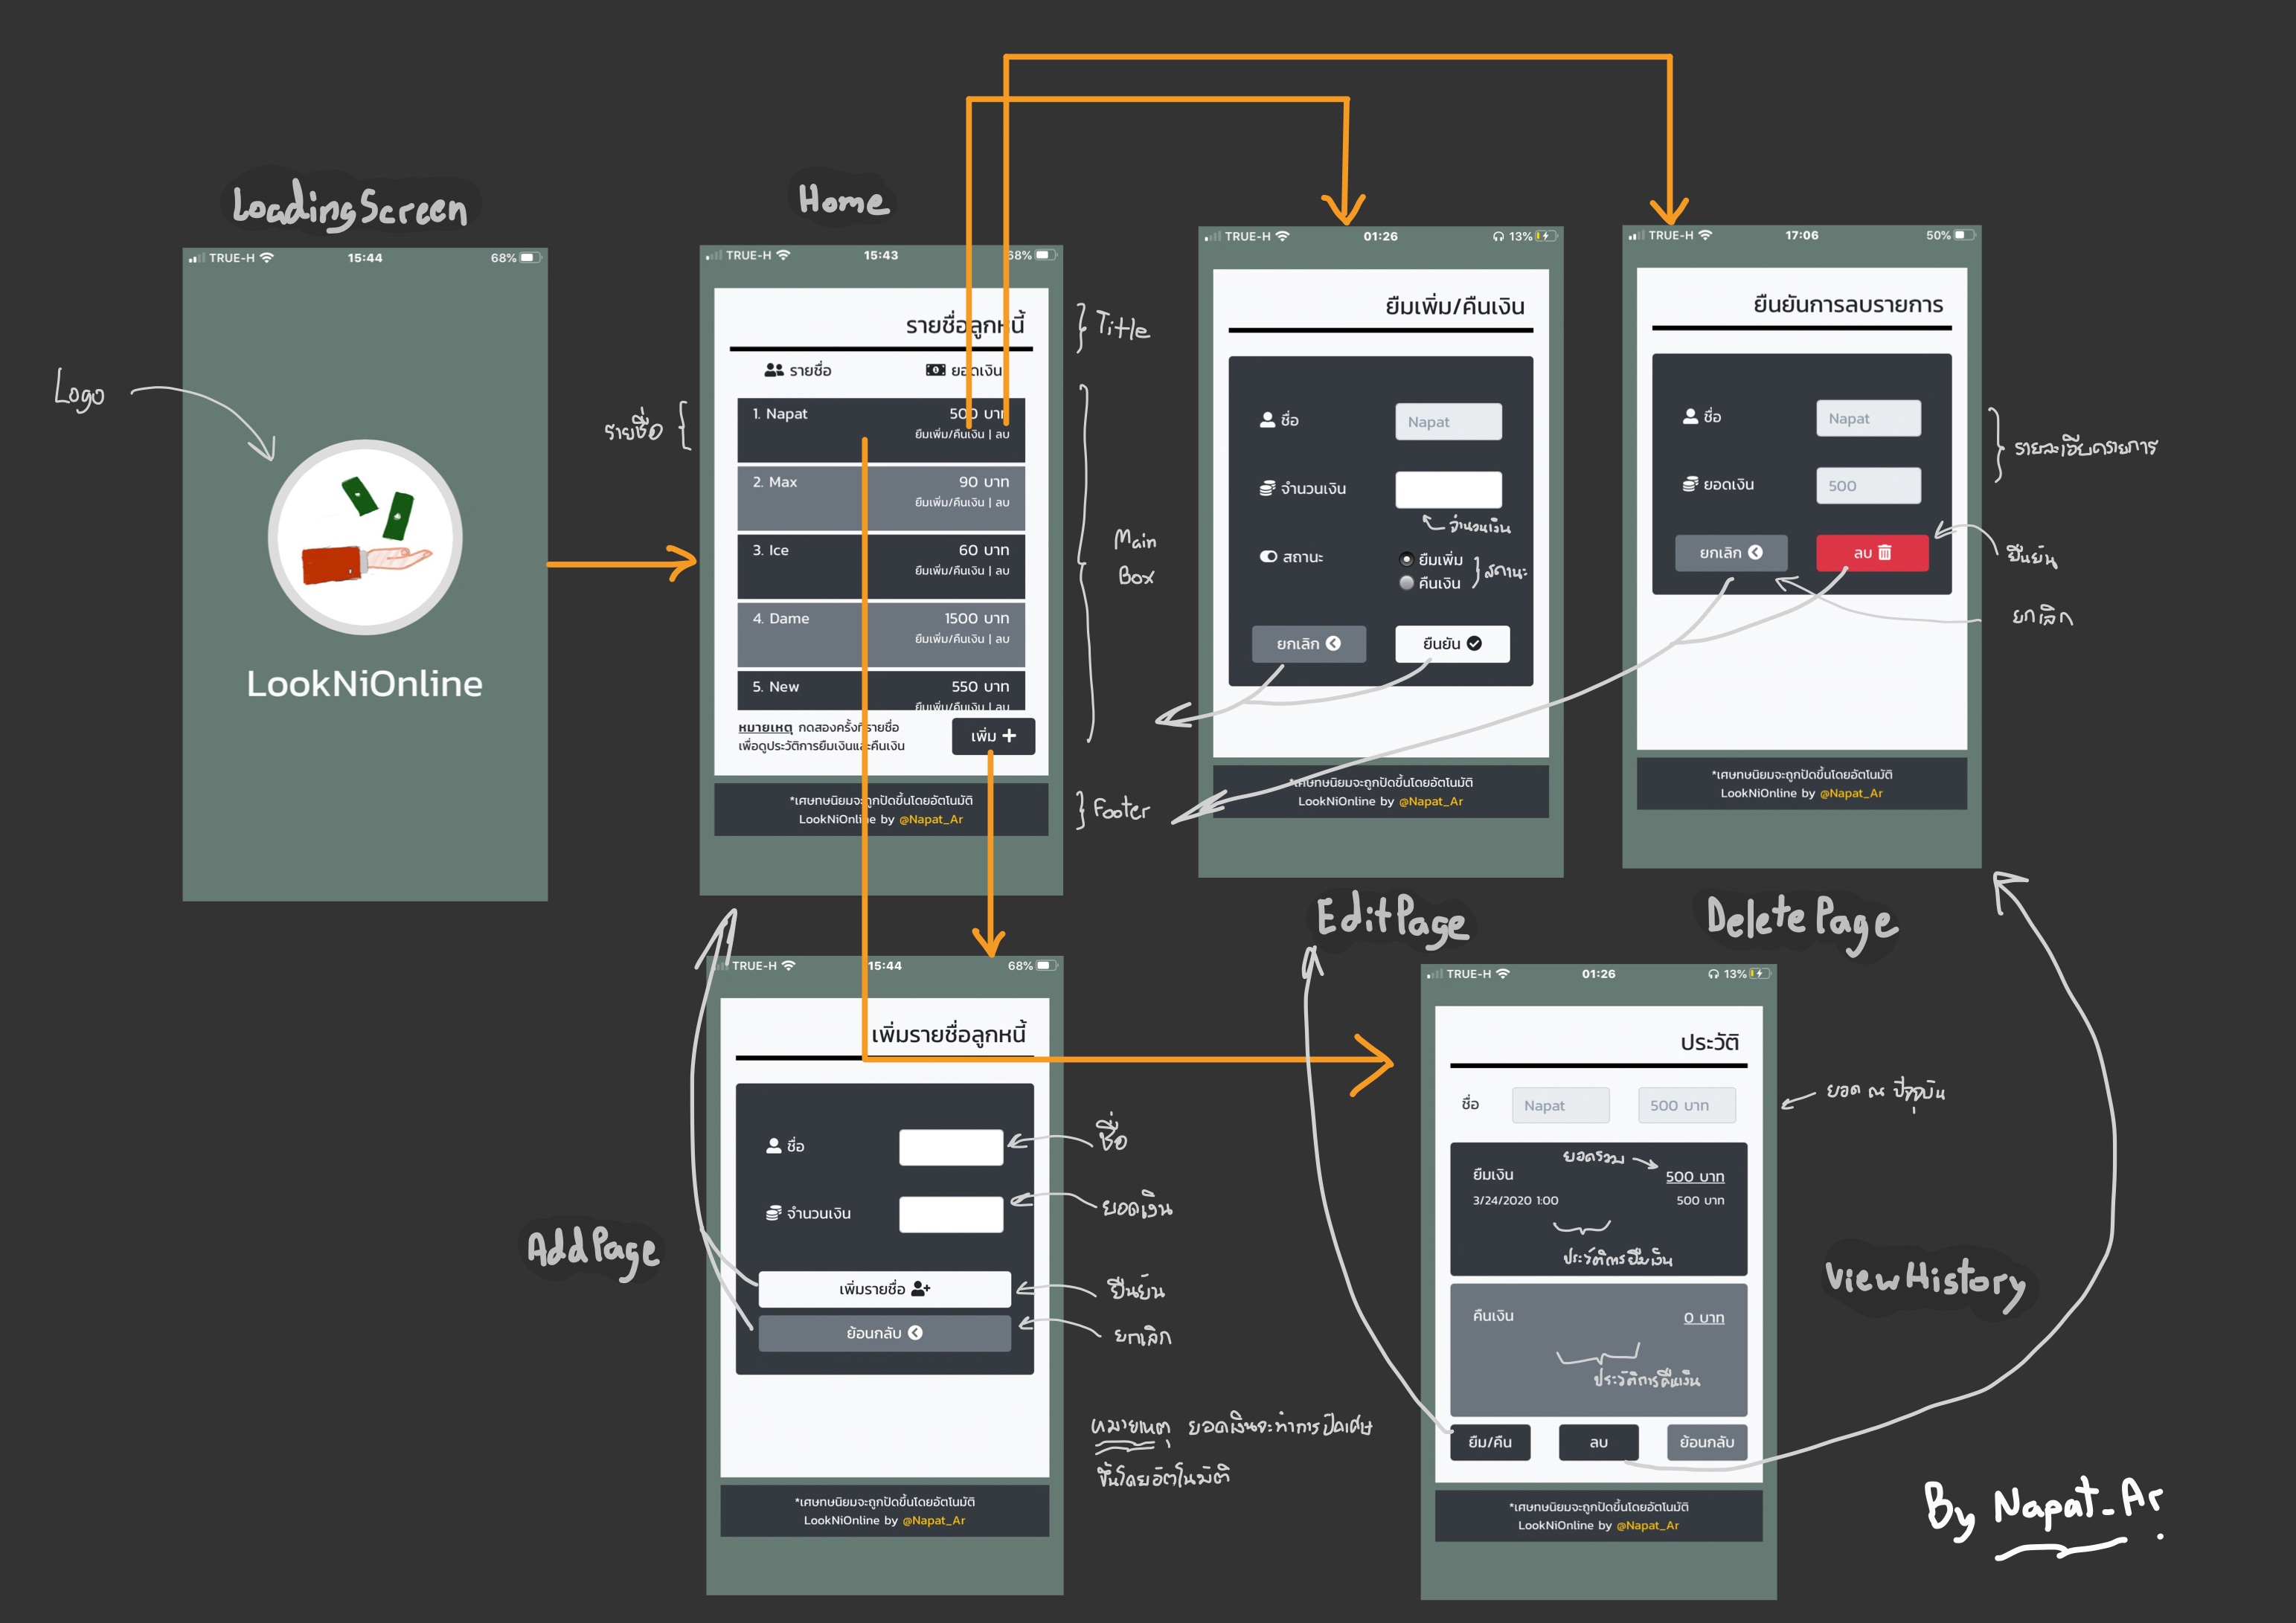 LoadingScreen
TRUE-H 15:44 68%
Logo
LookNiOnline
Home
TRUE-H 15:43 68%
รายชื่อลูกหนี้
Title
รายชื่อ ยอดเงิน
รายชื่อ
1. Napat 500 บาท
ยืมเพิ่ม/คืนเงิน | ลบ
2. Max 90 บาท
ยืมเพิ่ม/คืนเงิน | ลบ
3. Ice 60 บาท
ยืมเพิ่ม/คืนเงิน | ลบ
4. Dame 1500 บาท
ยืมเพิ่ม/คืนเงิน | ลบ
5. New 550 บาท
ยืมเพิ่ม/คืนเงิน | ลบ
Main
Box
หมายเหตุ กดสองครั้งที่รายชื่อ
เพื่อดูประวัติการยืมเงินและคืนเงิน
เพิ่ม
*เศษทศนิยมจะถูกปัดขึ้นโดยอัตโนมัติ
LookNiOnline by @Napat_Ar
Footer
TRUE-H 01:26 13%
ยืมเพิ่ม/คืนเงิน
ชื่อ Napat
จำนวนเงิน
จำนวนเงิน
สถานะ ยืมเพิ่ม
คืนเงิน
สถานะ
ยกเลิก ยืนยัน
*เศษทศนิยมจะถูกปัดขึ้นโดยอัตโนมัติ
LookNiOnline by @Napat_Ar
EditPage
TRUE-H 17:06 50%
ยืนยันการลบรายการ
ชื่อ Napat
ยอดเงิน 500
รายละเอียดรายการ
ยกเลิก ลบ
ยืนยัน
ยกเลิก
*เศษทศนิยมจะถูกปัดขึ้นโดยอัตโนมัติ
LookNiOnline by @Napat_Ar
DeletePage
AddPage
TRUE-H 15:44 68%
เพิ่มรายชื่อลูกหนี้
ชื่อ
ชื่อ
จำนวนเงิน
ยอดเงิน
เพิ่มรายชื่อ
ยืนยัน
ย้อนกลับ
ยกเลิก
หมายเหตุ ยอดเงินจะทำการปัดเศษ
ขึ้นโดยอัตโนมัติ
*เศษทศนิยมจะถูกปัดขึ้นโดยอัตโนมัติ
LookNiOnline by @Napat_Ar
TRUE-H 01:26 13%
ประวัติ
ชื่อ Napat 500 บาท
ยอด ณ ปัจจุบัน
ยอดรวม
ยืมเงิน 500 บาท
3/24/2020 1:00 500 บาท
ประวัติการยืมเงิน
ViewHistory
คืนเงิน 0 บาท
ประวัติการคืนเงิน
ยืม/คืน ลบ ย้อนกลับ
*เศษทศนิยมจะถูกปัดขึ้นโดยอัตโนมัติ
LookNiOnline by @Napat_Ar
By Napat_Ar